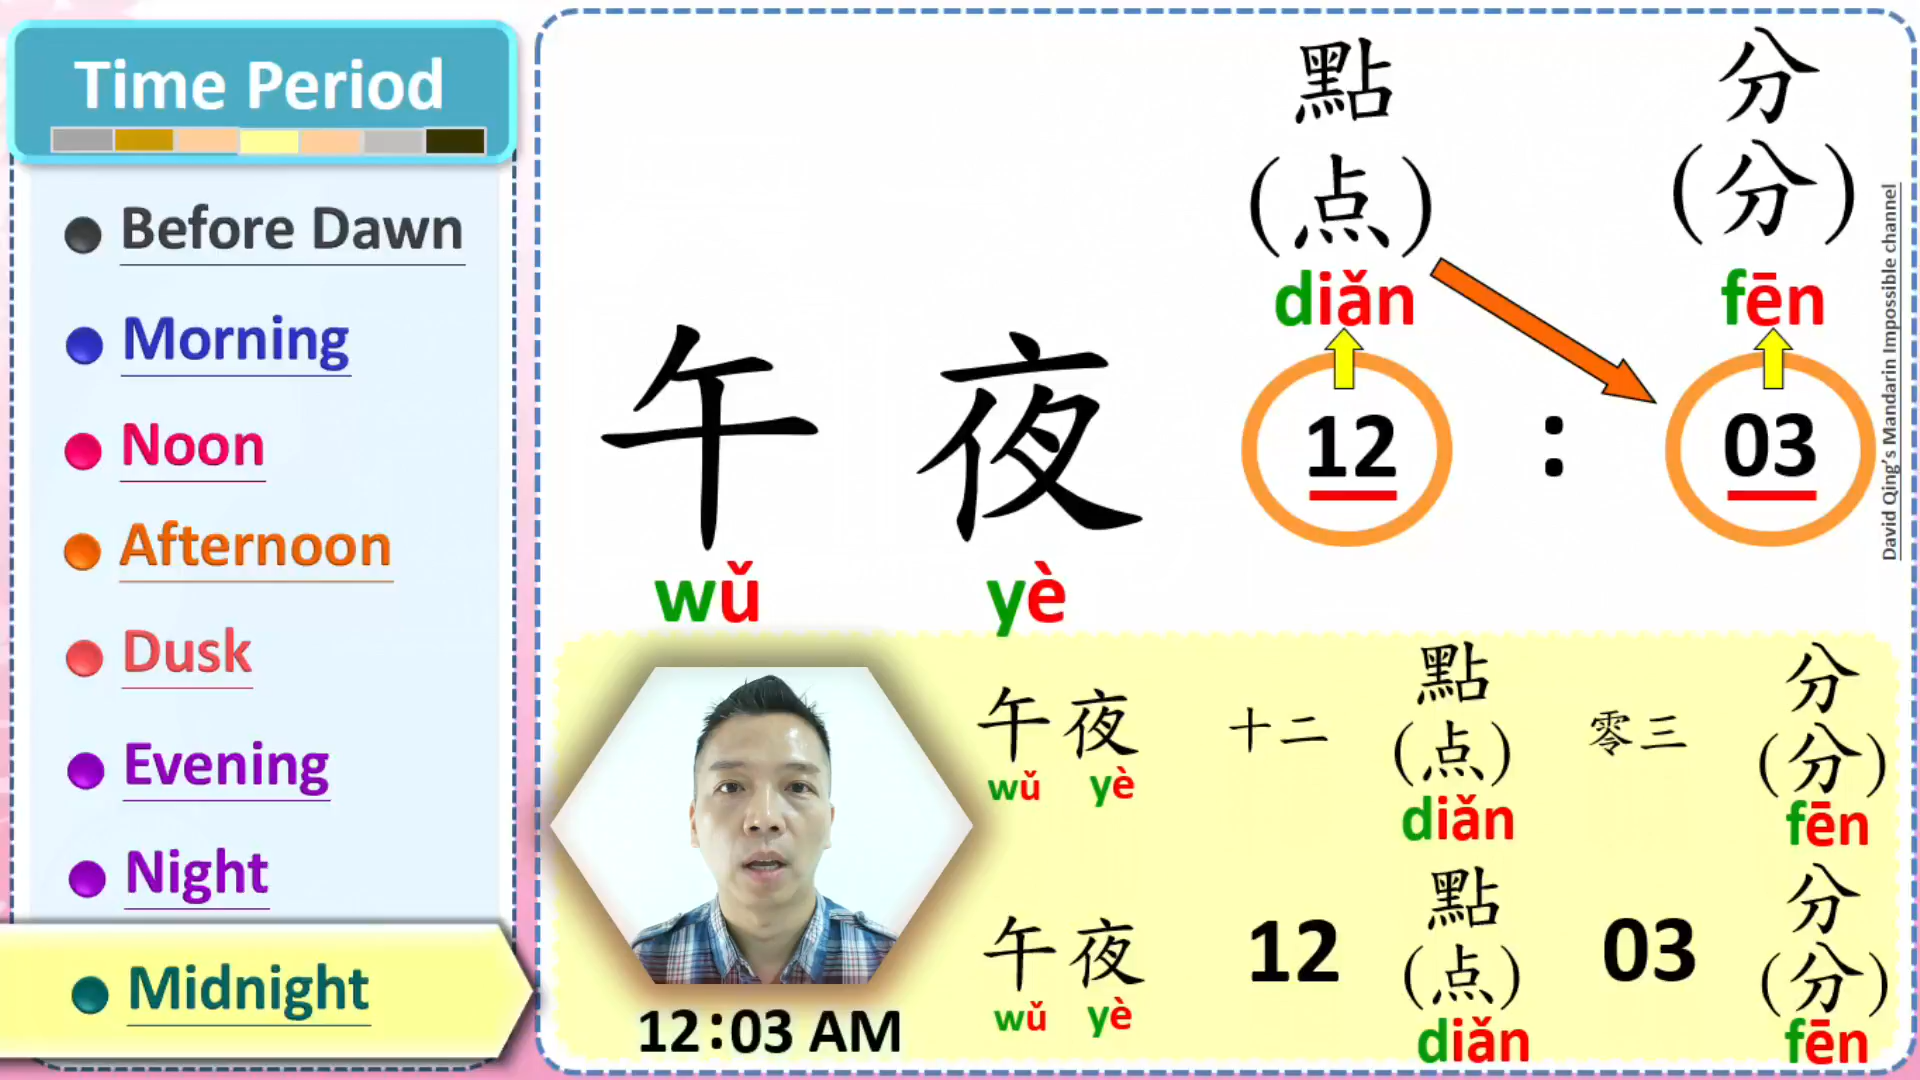 Time Period
Before Dawn
Morning
Noon
Afternoon
Dusk
Evening
Night
Midnight
點 分
(点) (分)
diǎn fēn
午夜 12 : 03
wǔ yè
David Qing's Mandarin Impossible channel
午夜 十二 點 零三 分
(点) (分)
wǔ yè diǎn fēn
午夜 12 點 03 分
(点) (分)
wǔ yè diǎn fēn
12:03 AM